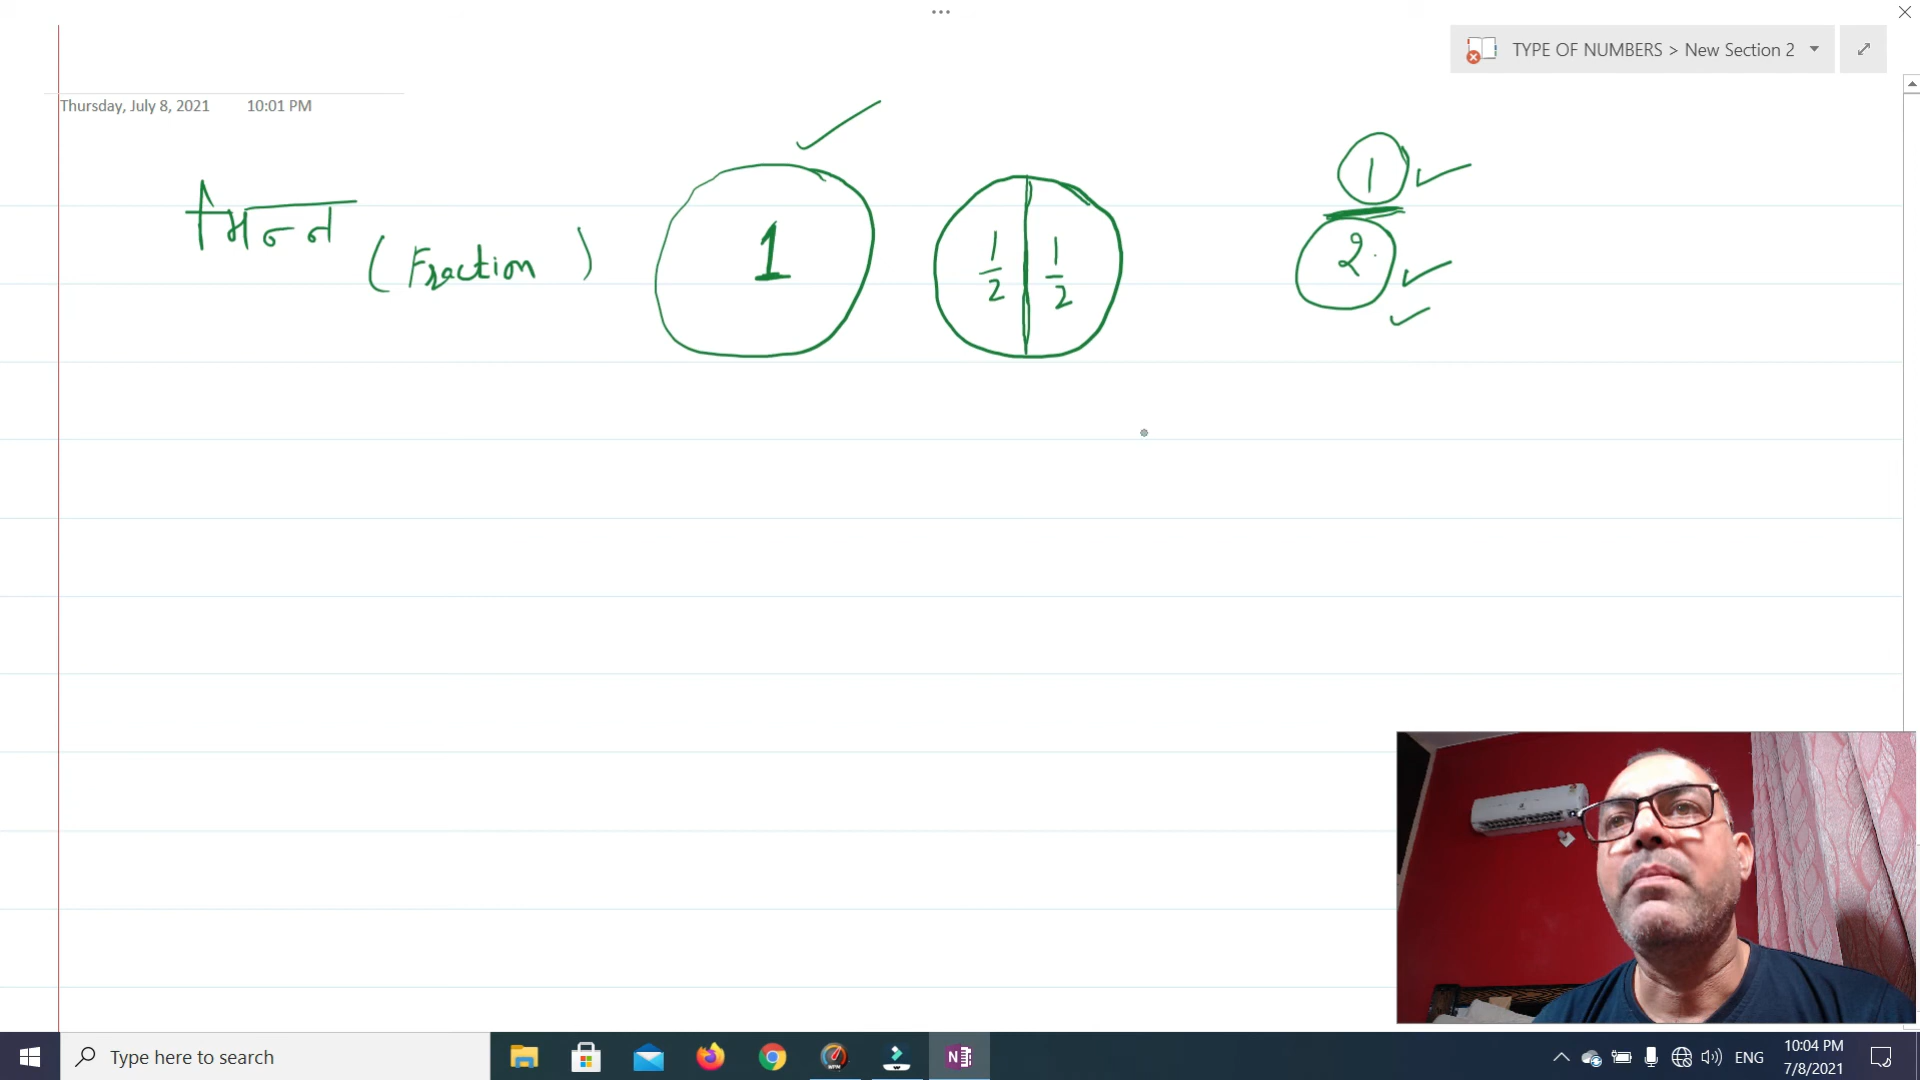 TYPE OF NUMBERS > New Section 2
Thursday, July 8, 2021 10:01 PM
भिन्न
(Fraction)
1
1/2 1/2
1
2
Type here to search
ENG
10:04 PM
7/8/2021